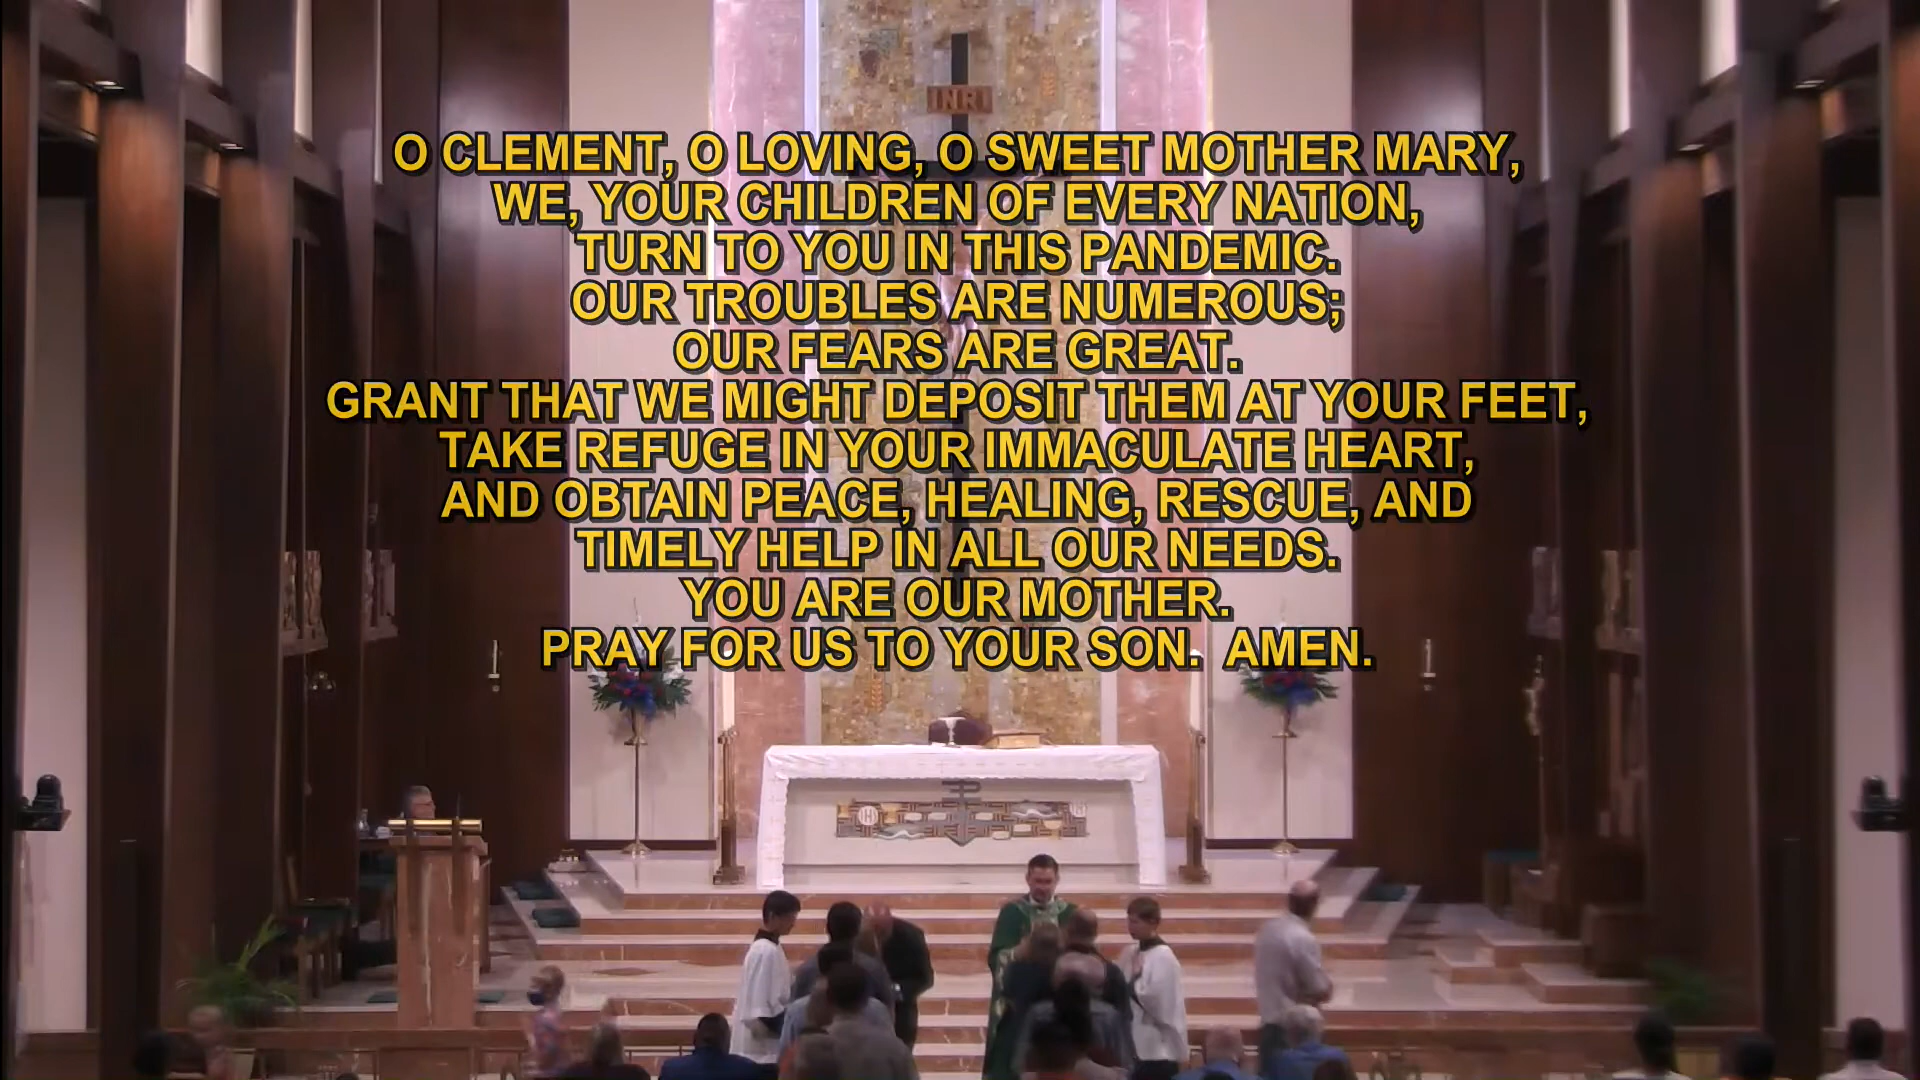 INRI
O CLEMENT, O LOVING, O SWEET MOTHER MARY,
WE, YOUR CHILDREN OF EVERY NATION,
TURN TO YOU IN THIS PANDEMIC.
OUR TROUBLES ARE NUMEROUS;
OUR FEARS ARE GREAT.
GRANT THAT WE MIGHT DEPOSIT THEM AT YOUR FEET,
TAKE REFUGE IN YOUR IMMACULATE HEART,
AND OBTAIN PEACE, HEALING, RESCUE, AND
TIMELY HELP IN ALL OUR NEEDS.
YOU ARE OUR MOTHER.
PRAY FOR US TO YOUR SON.  AMEN.